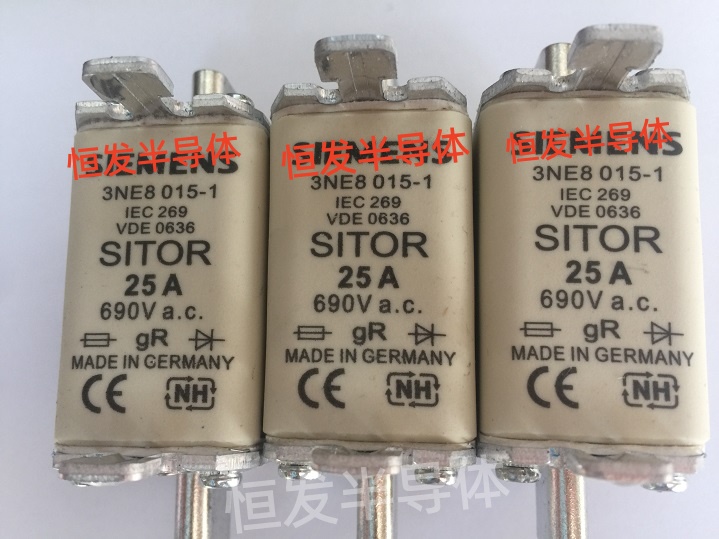 恒发半导体
SIEMENS
3NE8 015-1
IEC 269
VDE 0636
SITOR
25 A
690V a.c.
gR
MADE IN GERMANY
CE
NH
恒发半导体
SIEMENS
3NE8 015-1
IEC 269
VDE 0636
SITOR
25 A
690V a.c.
gR
MADE IN GERMANY
CE
NH
恒发半导体
SIEMENS
3NE8 015-1
IEC 269
VDE 0636
SITOR
25 A
690V a.c.
gR
MADE IN GERMANY
CE
NH
恒发半导体